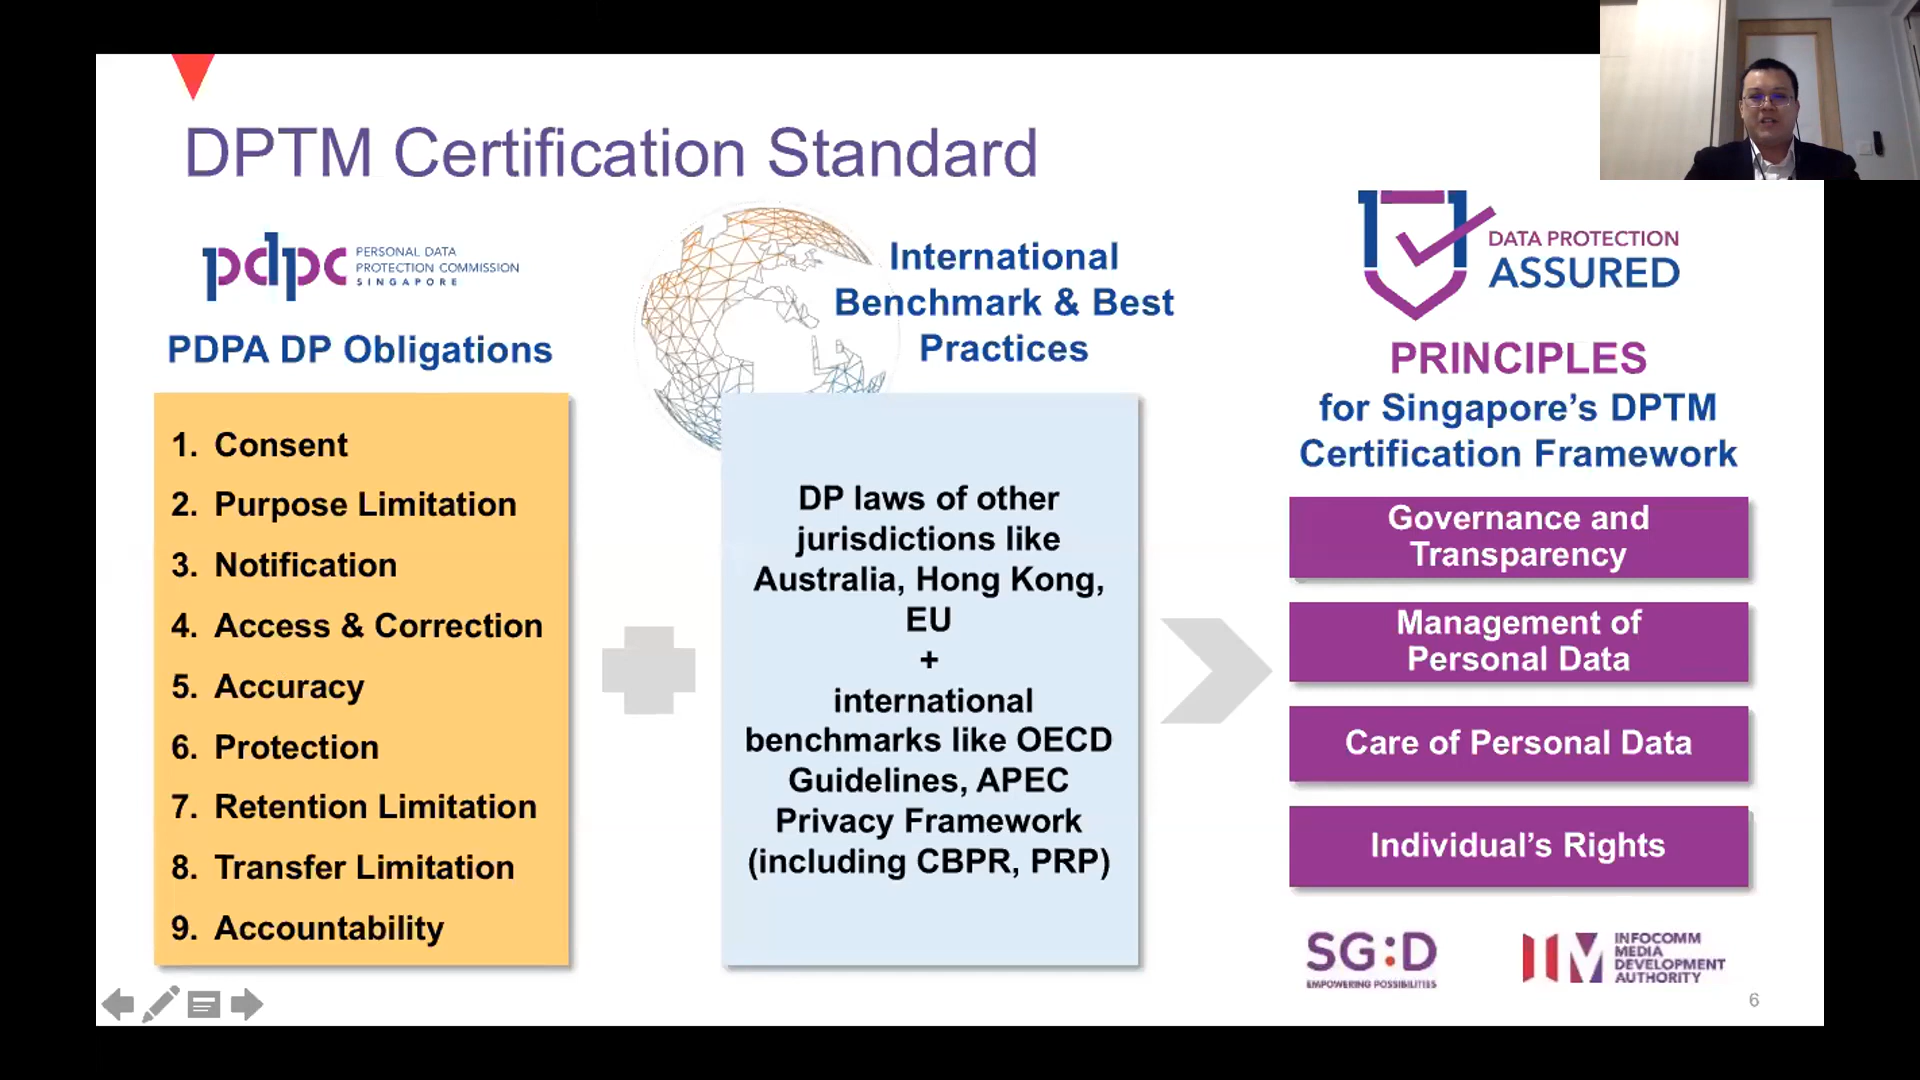 DPTM Certification Standard
pdpc
PERSONAL DATA
PROTECTION COMMISSION
SINGAPORE
PDPA DP Obligations
1. Consent
2. Purpose Limitation
3. Notification
4. Access & Correction
5. Accuracy
6. Protection
7. Retention Limitation
8. Transfer Limitation
9. Accountability
International
Benchmark & Best
Practices
DP laws of other
jurisdictions like
Australia, Hong Kong,
EU
+
international
benchmarks like OECD
Guidelines, APEC
Privacy Framework
(including CBPR, PRP)
DATA PROTECTION
ASSURED
PRINCIPLES
for Singapore’s DPTM
Certification Framework
Governance and
Transparency
Management of
Personal Data
Care of Personal Data
Individual’s Rights
SG:D
EMPOWERING POSSIBILITIES
IM
INFOCOMM
MEDIA
DEVELOPMENT
AUTHORITY
6